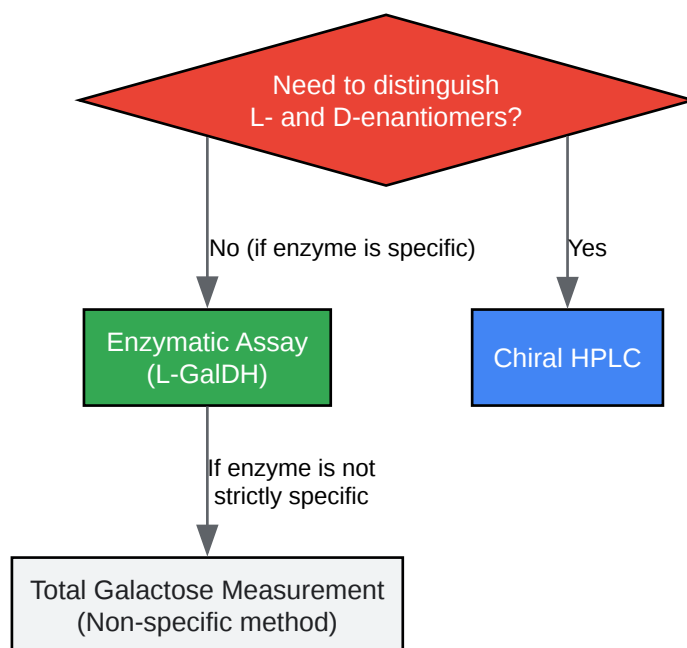 Need to distinguish
L- and D-enantiomers?
No (if enzyme is specific)
Yes
Enzymatic Assay
(L-GalDH)
Chiral HPLC
If enzyme is not
strictly specific
Total Galactose Measurement
(Non-specific method)